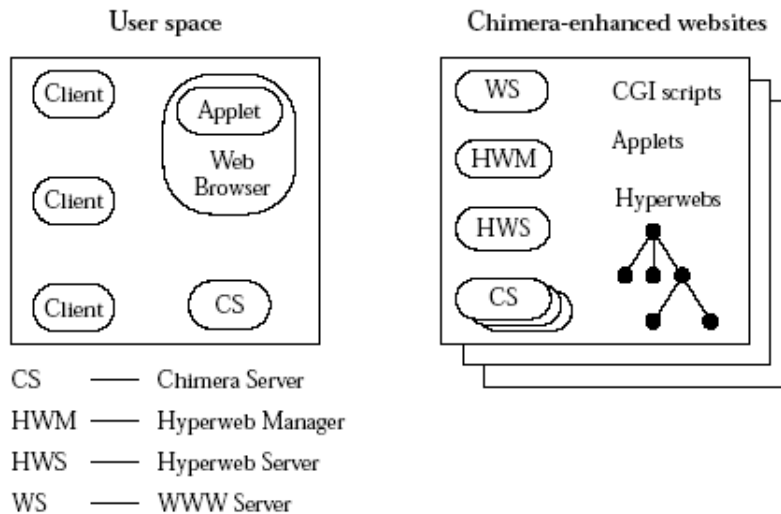 User space
Chimera-enhanced websites
Client
Applet
Web
Browser
Client
Client
CS
WS
CGI scripts
HWM
Applets
HWS
Hyperwebs
CS
CS — Chimera Server
HWM — Hyperweb Manager
HWS — Hyperweb Server
WS — WWW Server